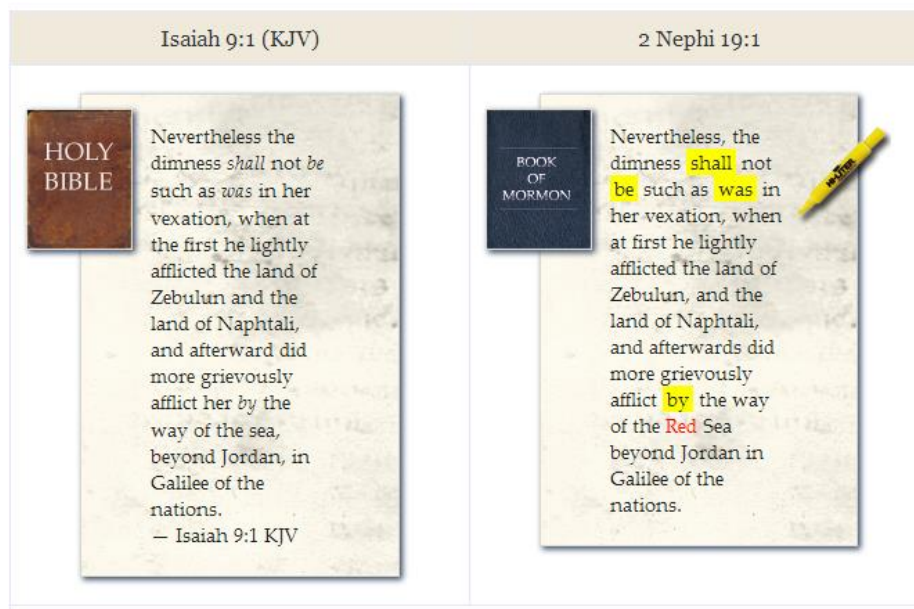 Isaiah 9:1 (KJV)
2 Nephi 19:1
HOLY
BIBLE
Nevertheless the
dimness shall not be
such as was in her
vexation, when at
the first he lightly
afflicted the land of
Zebulun and the
land of Naphtali,
and afterward did
more grievously
afflict her by the
way of the sea,
beyond Jordan, in
Galilee of the
nations.
— Isaiah 9:1 KJV
BOOK
OF
MORMON
Nevertheless, the
dimness shall not
be such as was in
her vexation, when
at first he lightly
afflicted the land of
Zebulun, and the
land of Naphtali,
and afterwards did
more grievously
afflict by the way
of the Red Sea
beyond Jordan in
Galilee of the
nations.
HI-LITER